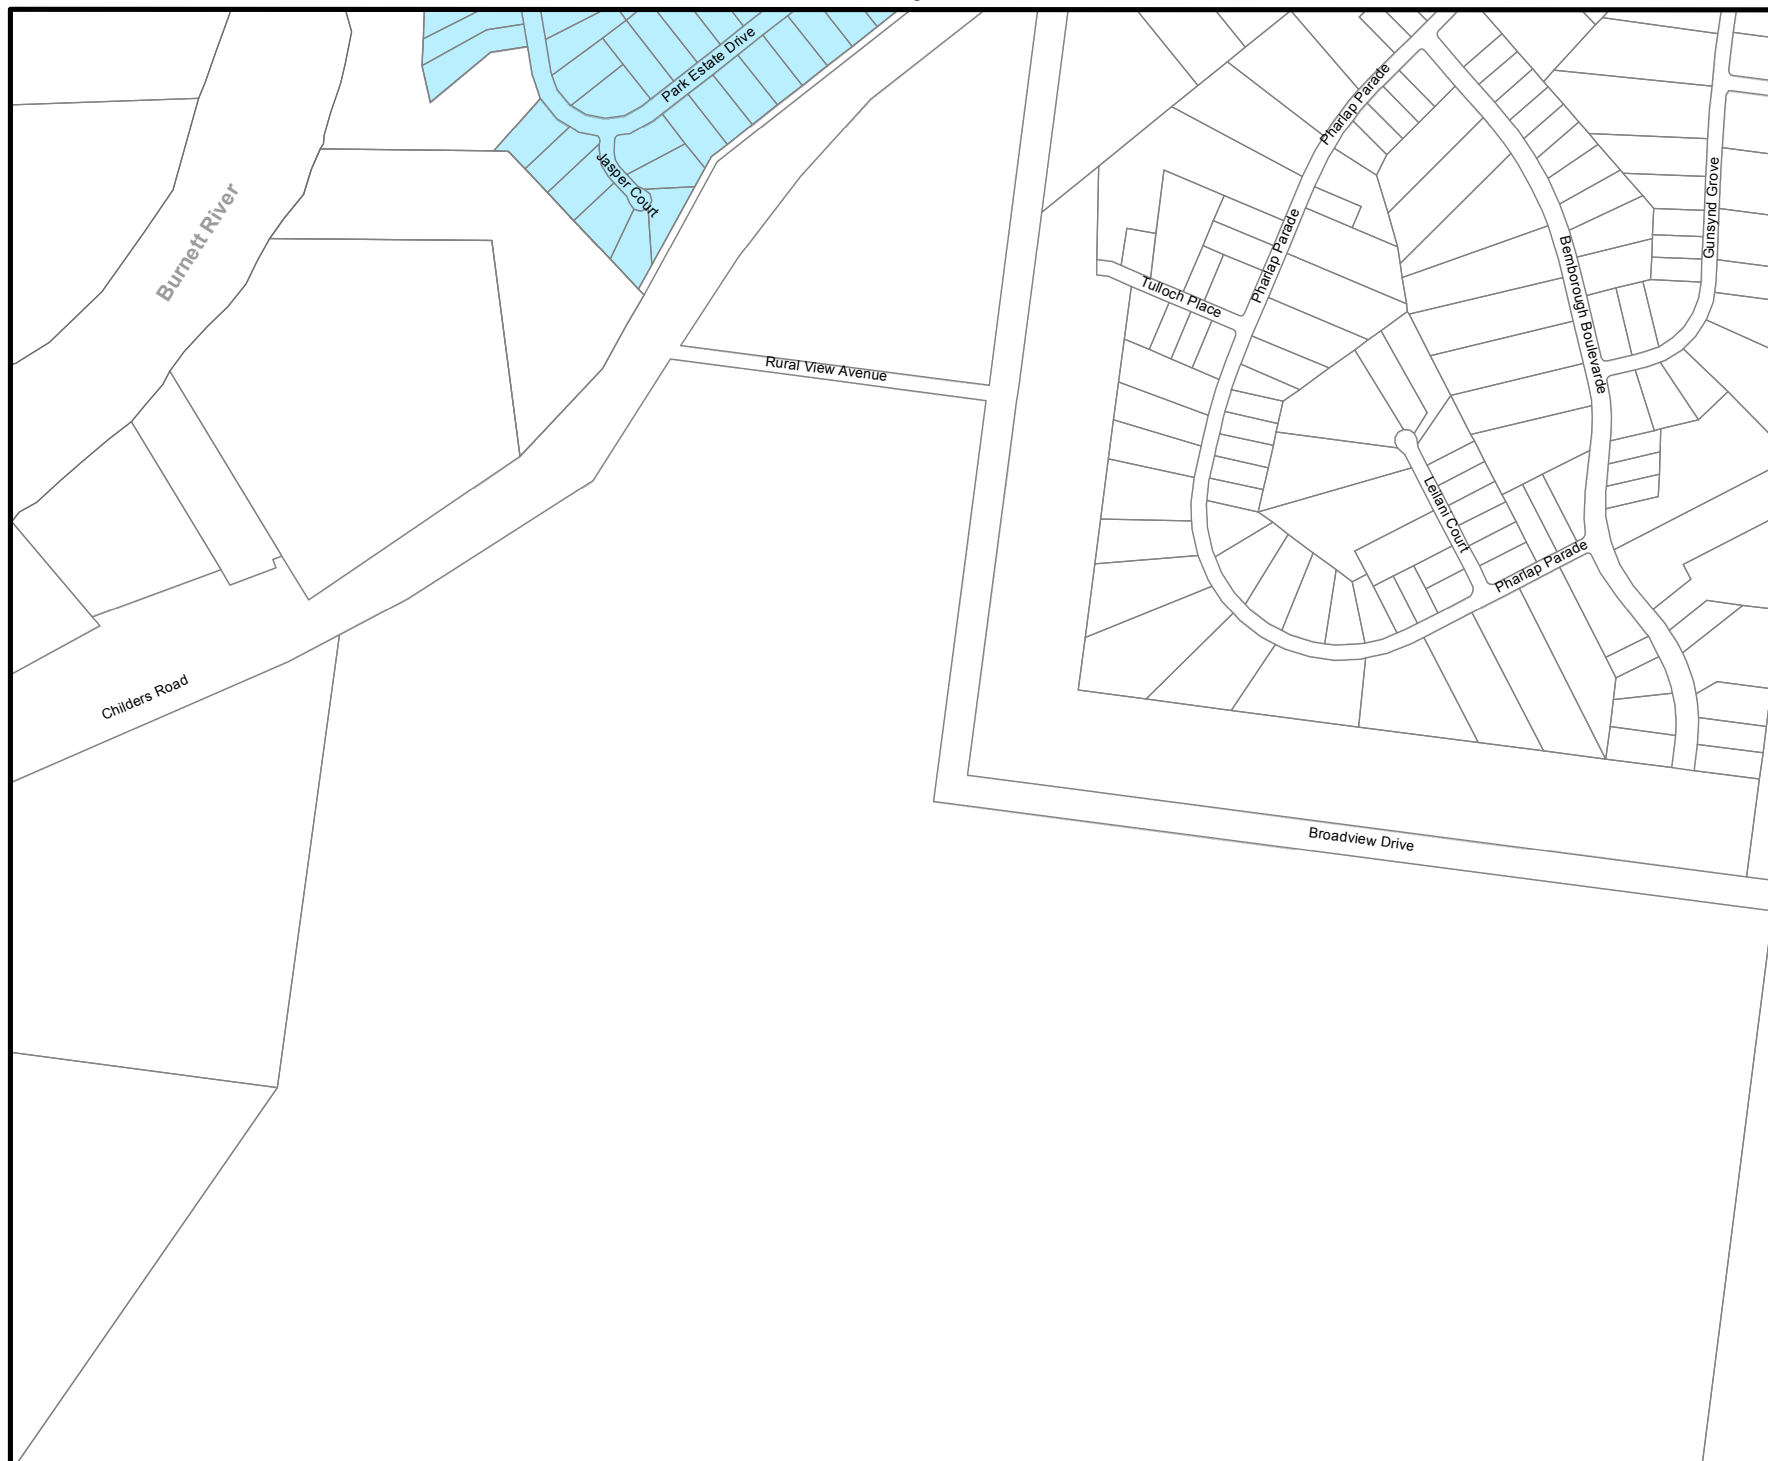 Park Estate Drive
Pharlap Parade
Jasper Court
Gunsynd Grove
Burnett River
Pharlap Parade
Tulloch Place
Bemborough Boulevarde
Rural View Avenue
Leilani Court
Pharlap Parade
Childers Road
Broadview Drive